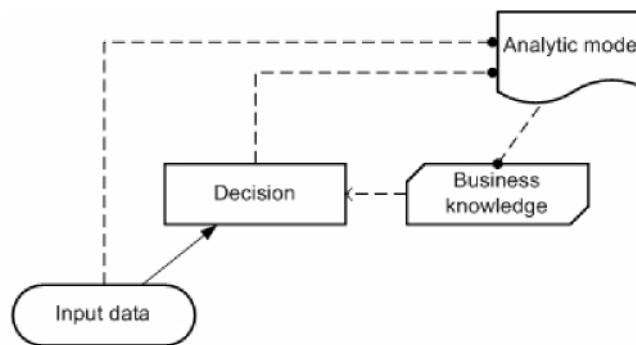 Analytic mode
Decision
Business
knowledge
Input data